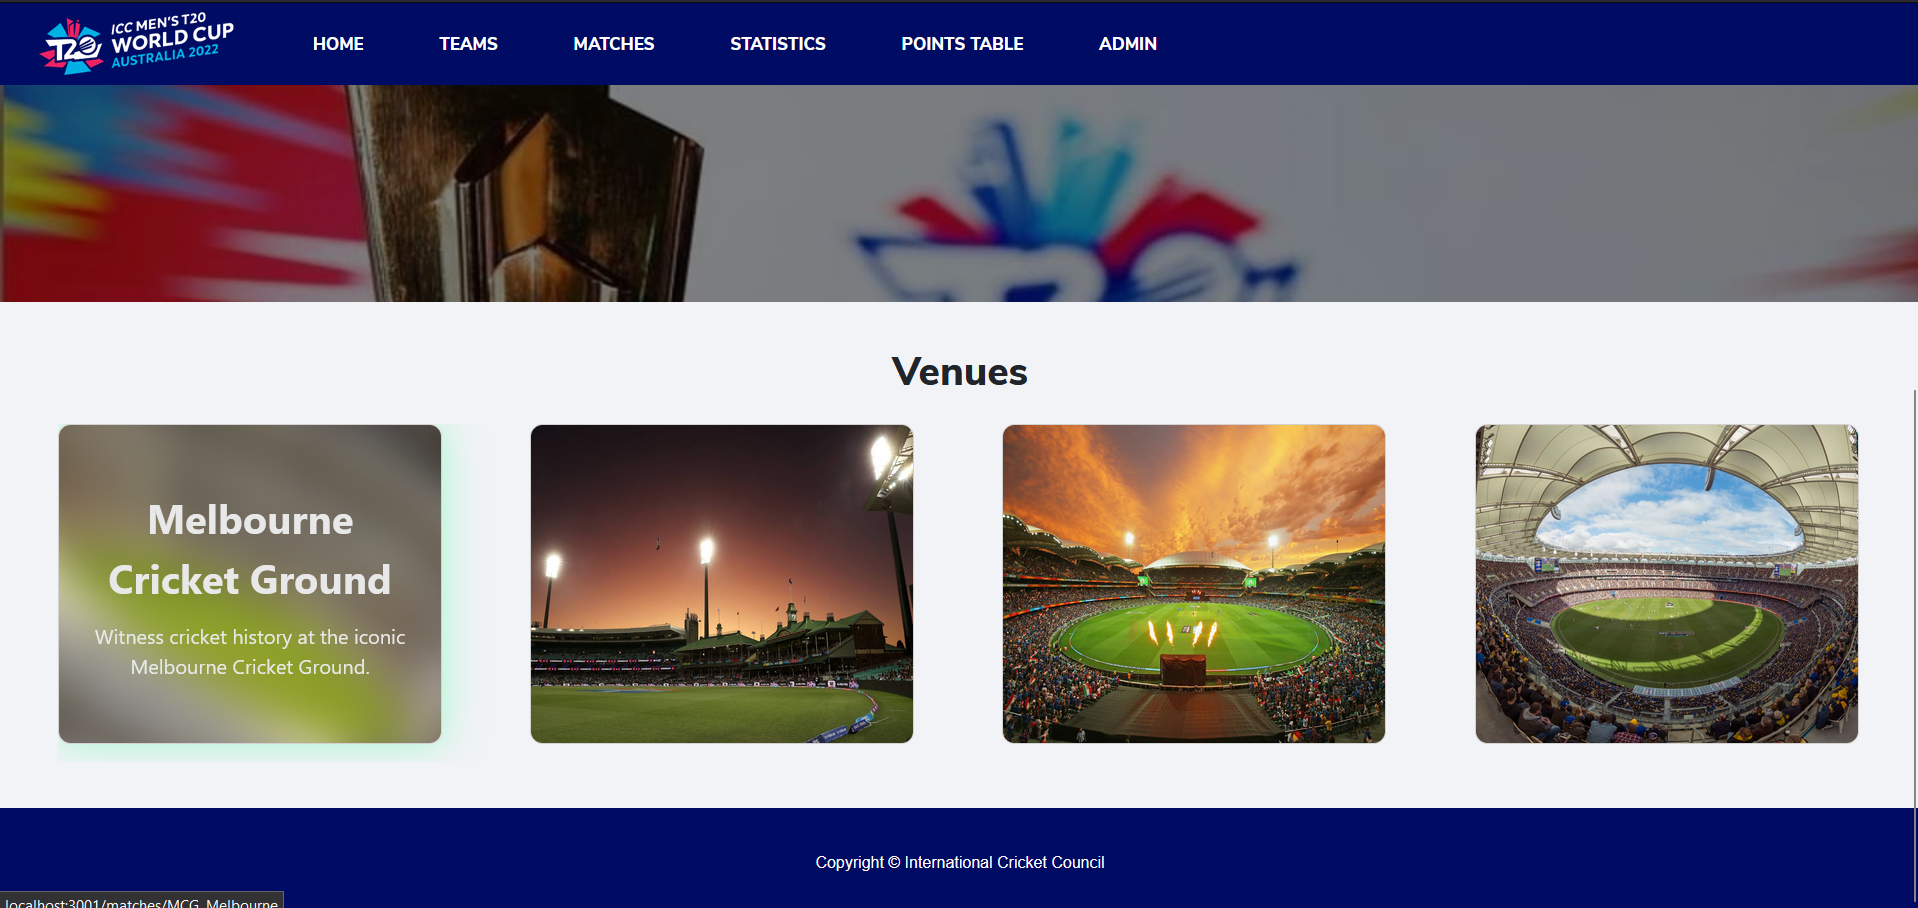 ICC MEN'S T20
WORLD CUP
AUSTRALIA 2022
T20
HOME
TEAMS
MATCHES
STATISTICS
POINTS TABLE
ADMIN
Venues
Melbourne
Cricket Ground
Witness cricket history at the iconic
Melbourne Cricket Ground.
Copyright © International Cricket Council
localhost:3001/matches/MCG, Melbourne